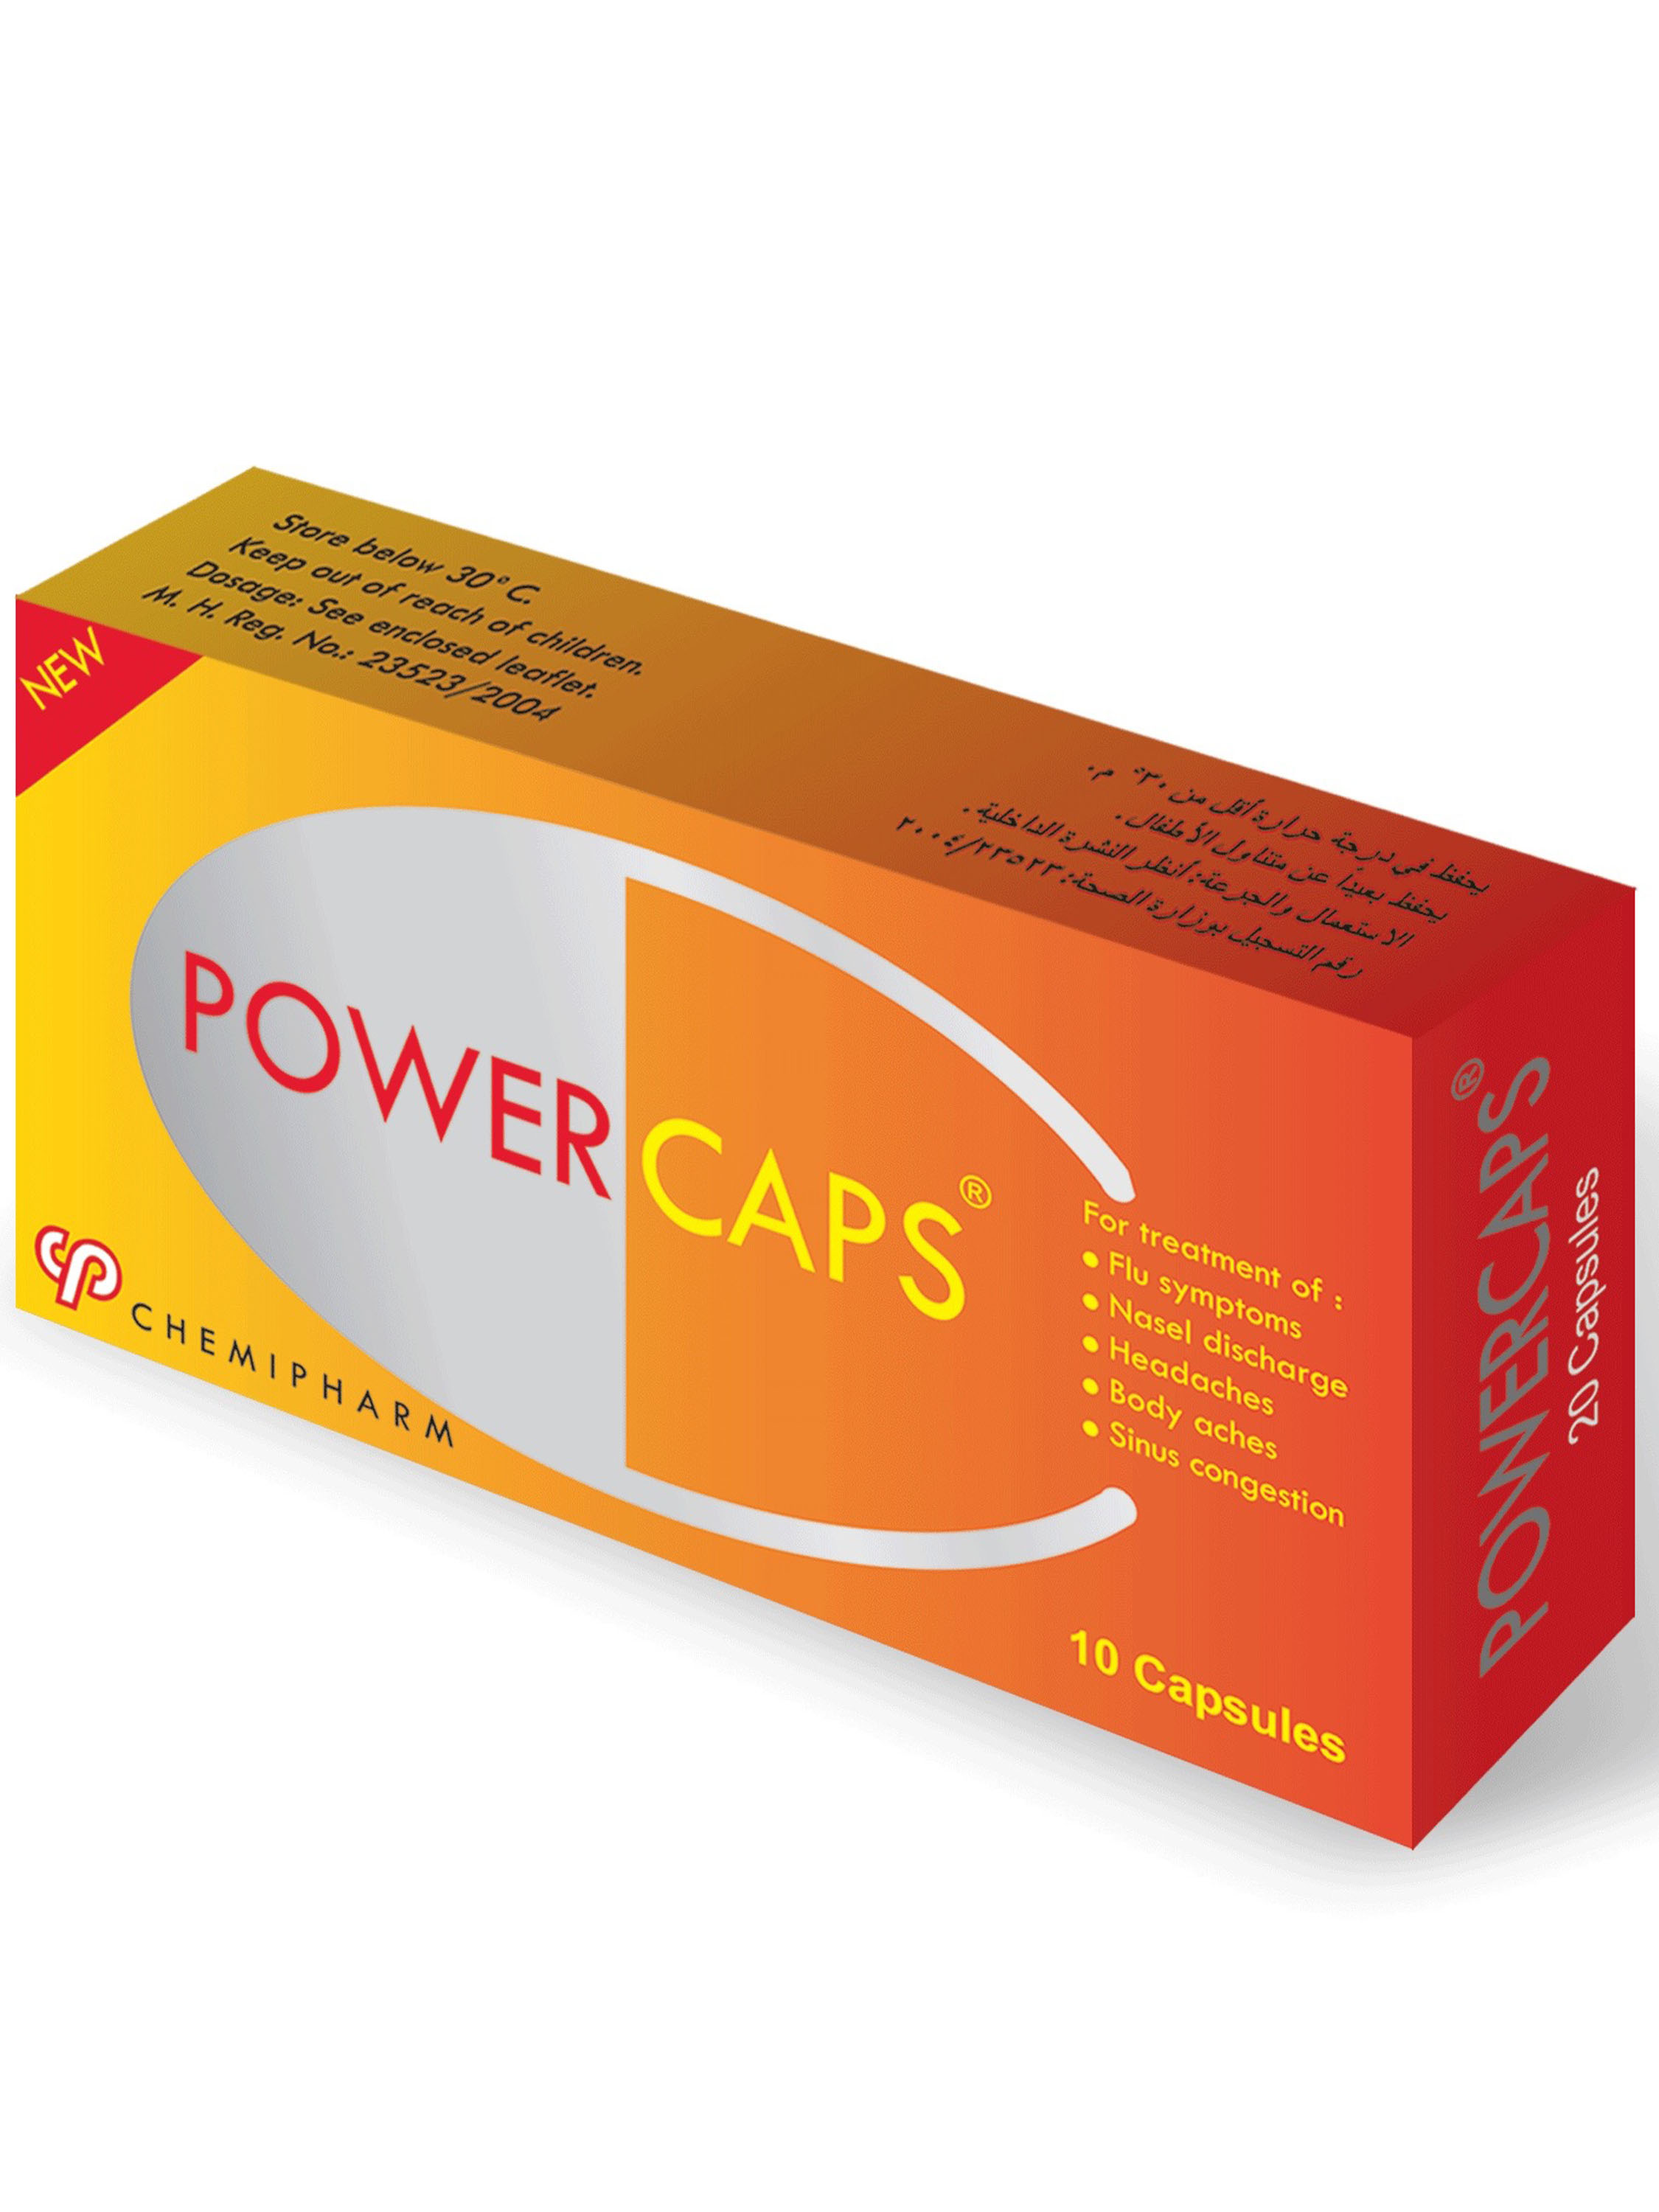 Store below 30° C.
Keep out of reach of children.
Dosage: See enclosed leaflet.
M. H. Reg. No.: 23523/2004
يحفظ في درجة حرارة أقل من ٣٠° م.
يحفظ بعيدا عن متناول الأطفال.
الاستعمال والجرعة: أنظر النشرة الداخلية.
رقم التسجيل بوزارة الصحة: ٢٣٥٢٣/٢٠٠٤
NEW
POWERCAPS®
For treatment of :
• Flu symptoms
• Nasel discharge
• Headaches
• Body aches
• Sinus congestion
cp CHEMIPHARM
10 Capsules
POWERCAPS®
20 Capsules